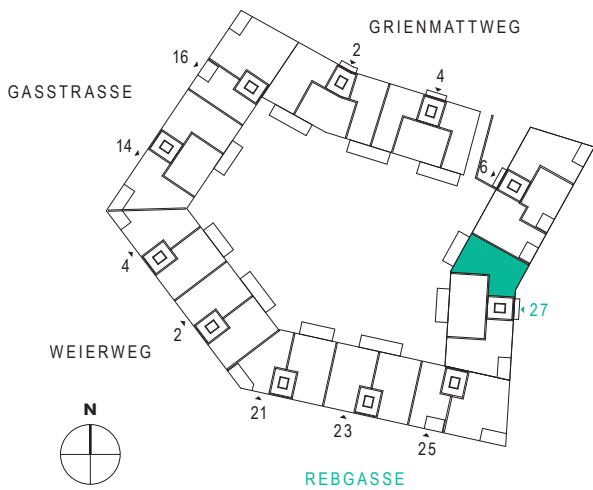 GRIENMATTWEG
2
16
4
GASSTRASSE
14
6
4
27
2
WEIERWEG
21
23
25
N
REBGASSE